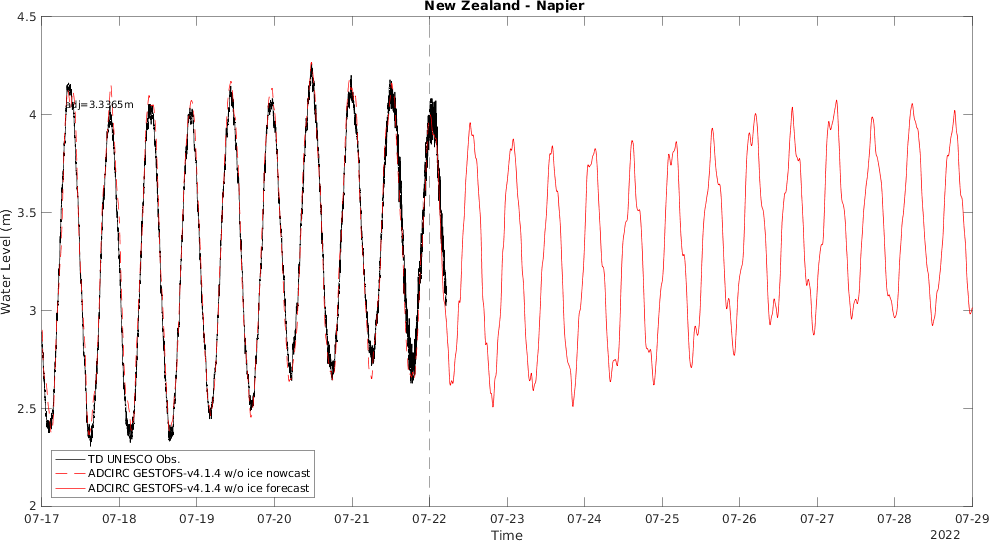 New Zealand - Napier
4.5
adj=3.3365m
4
3.5
Water Level (m)
3
2.5
TD UNESCO Obs.
ADCIRC GESTOFS-v4.1.4 w/o ice nowcast
ADCIRC GESTOFS-v4.1.4 w/o ice forecast
2
07-17 07-18 07-19 07-20 07-21 07-22 07-23 07-24 07-25 07-26 07-27 07-28 07-29
Time
2022